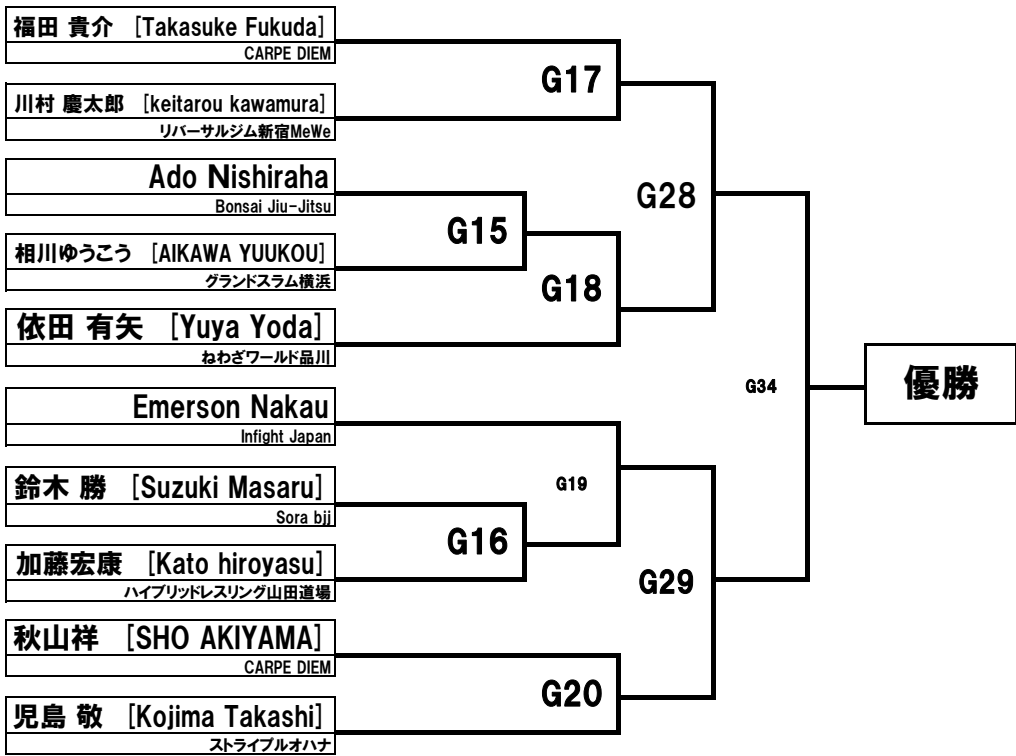 福田 貴介 [Takasuke Fukuda]
CARPE DIEM
川村 慶太郎 [keitarou kawamura]
リバーサルジム新宿MeWe
Ado Nishiraha
Bonsai Jiu-Jitsu
相川ゆうこう [AIKAWA YUUKOU]
グランドスラム横浜
依田 有矢 [Yuya Yoda]
ねわざワールド品川
Emerson Nakau
Infight Japan
鈴木 勝 [Suzuki Masaru]
Sora bjj
加藤宏康 [Kato hiroyasu]
ハイブリッドレスリング山田道場
秋山祥 [SHO AKIYAMA]
CARPE DIEM
児島 敬 [Kojima Takashi]
ストライプルオハナ
G15
G16
G17
G18
G19
G20
G28
G29
G34
優勝